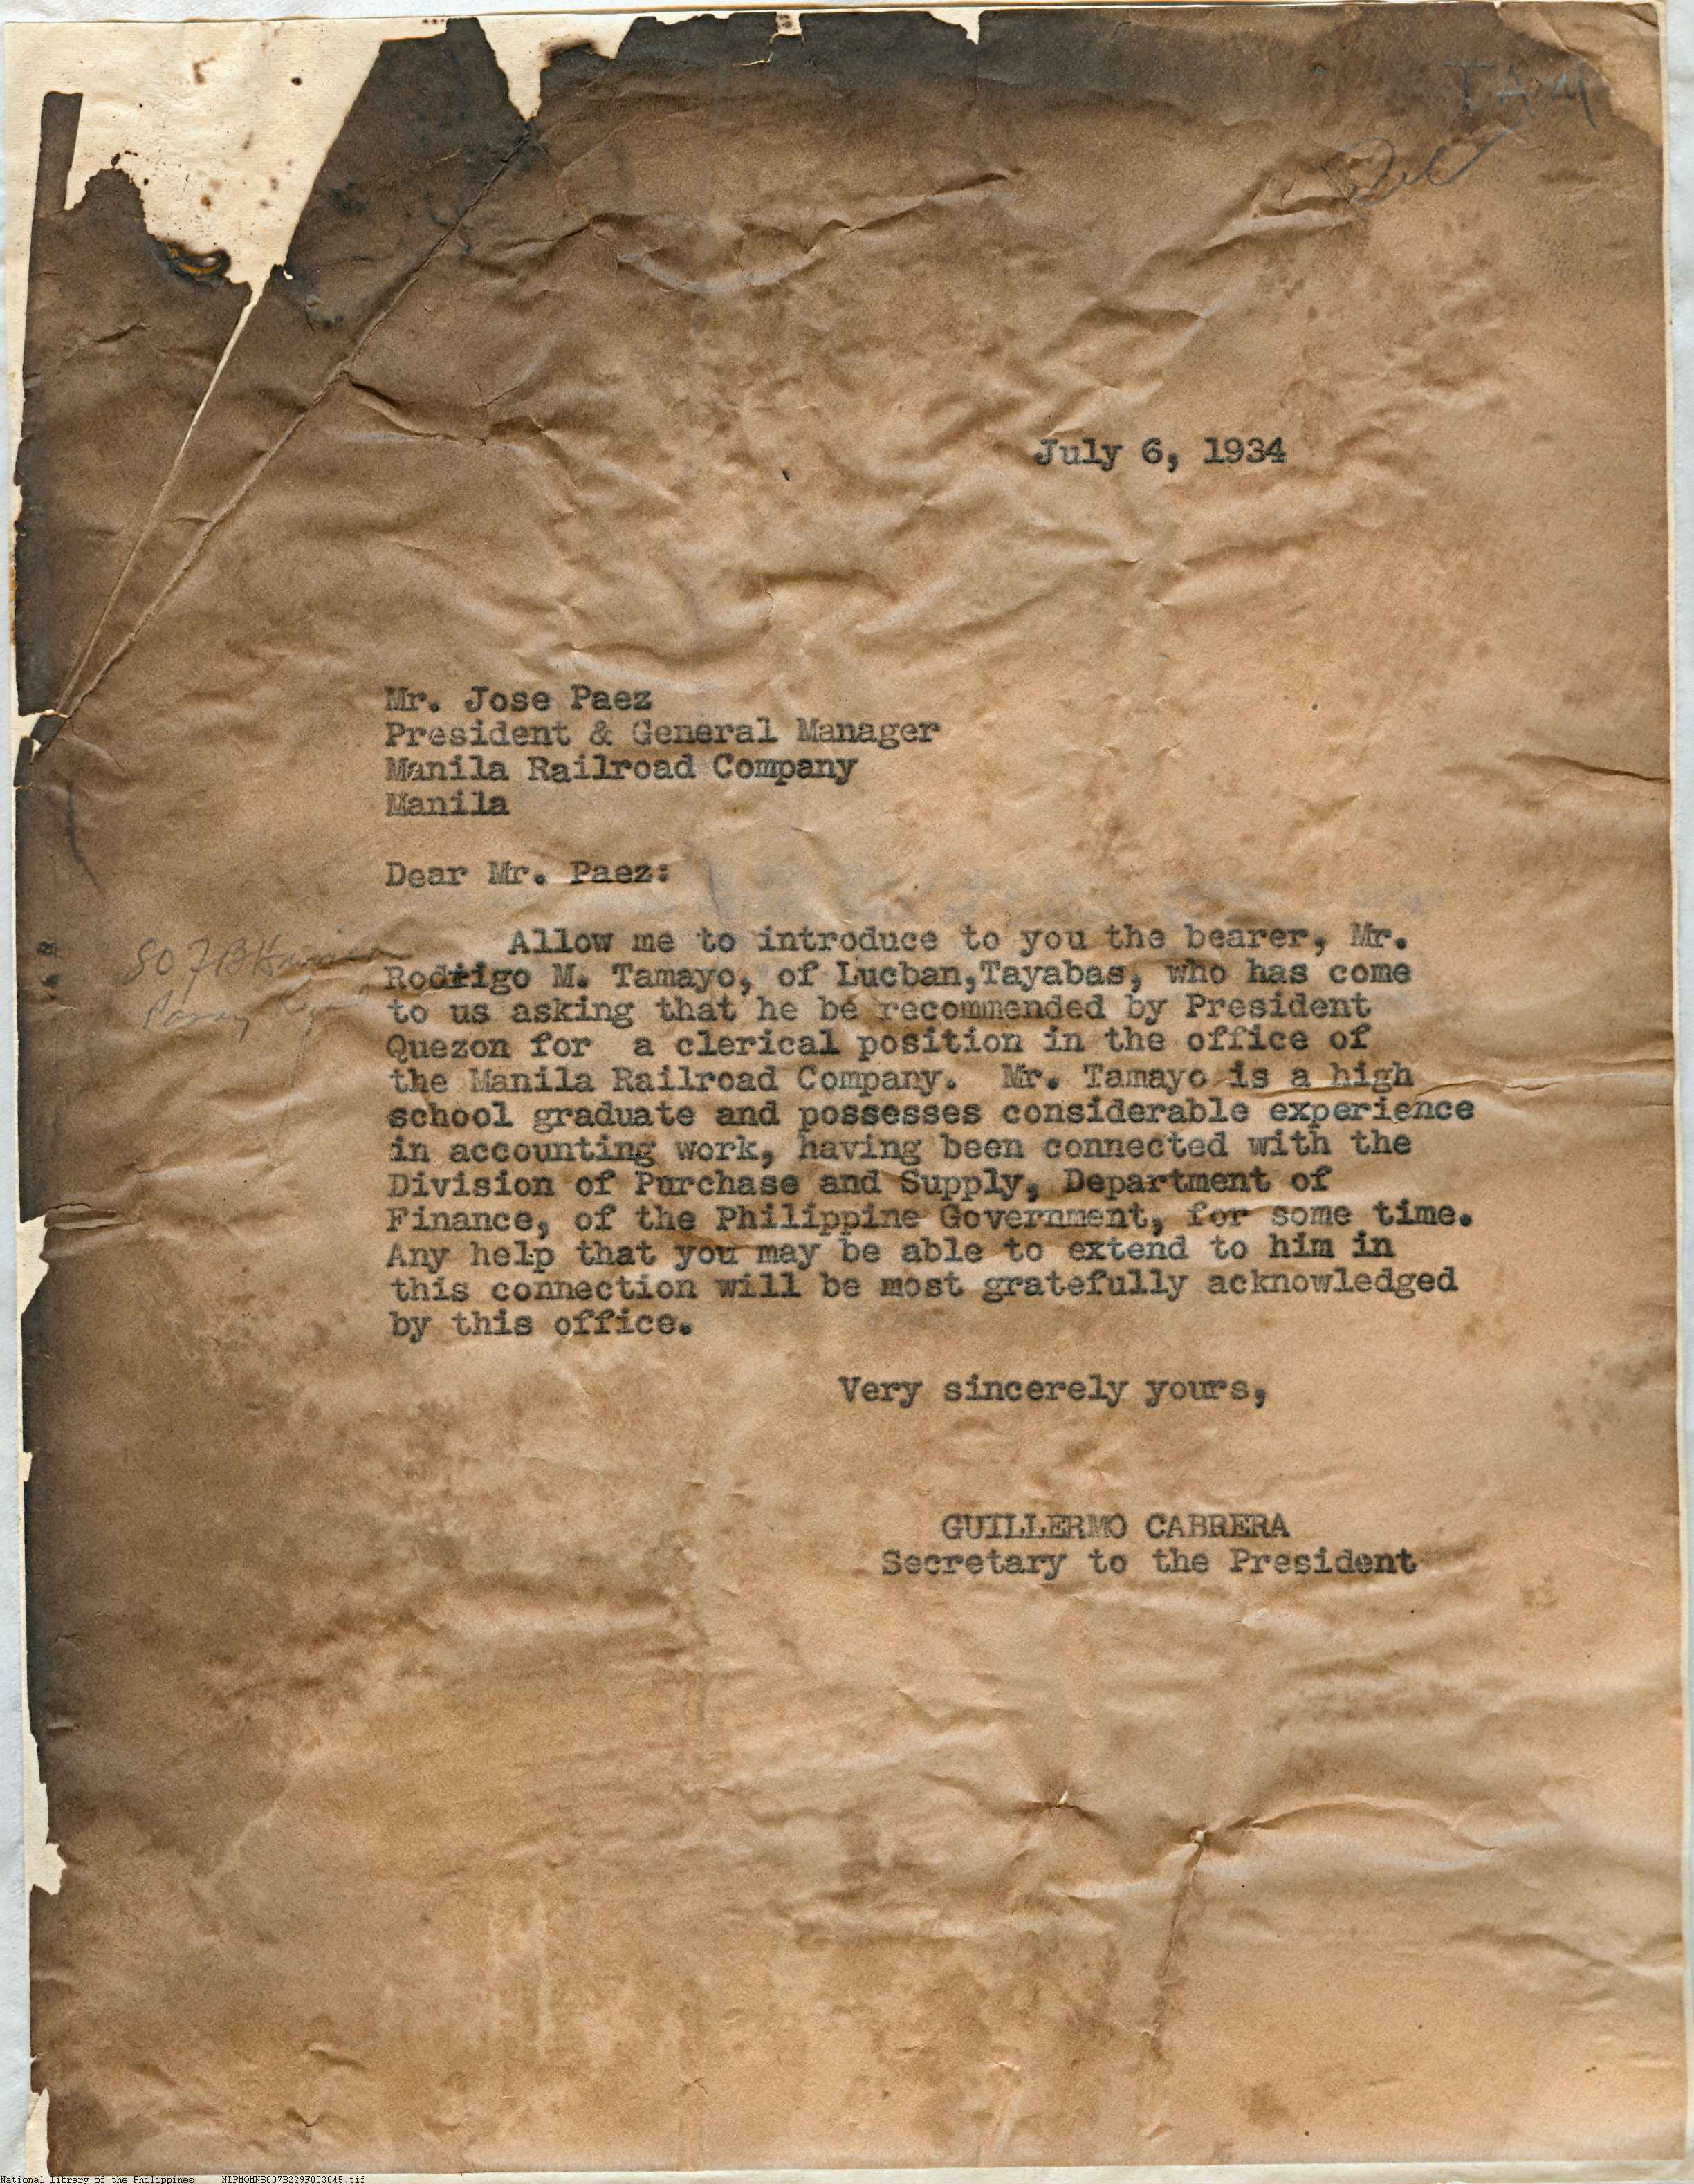 TAM
July 6, 1934
Mr. Jose Paez
President & General Manager
Manila Railroad Company
Manila
Dear Mr. Paez:
Allow me to introduce to you the bearer, Mr.
Rodrigo M. Tamayo, of Lucban,Tayabas, who has come
to us asking that he be recommended by President
Quezon for a clerical position in the office of
the Manila Railroad Company. Mr. Tamayo is a high
school graduate and possesses considerable experience
in accounting work, having been connected with the
Division of Purchase and Supply, Department of
Finance, of the Philippine Government, for some time.
Any help that you may be able to extend to him in
this connection will be most gratefully acknowledged
by this office.
Very sincerely yours,
GUILLERMO CABRERA
Secretary to the President
National Library of the Philippines NLPMQMNS007B229F003045.tif